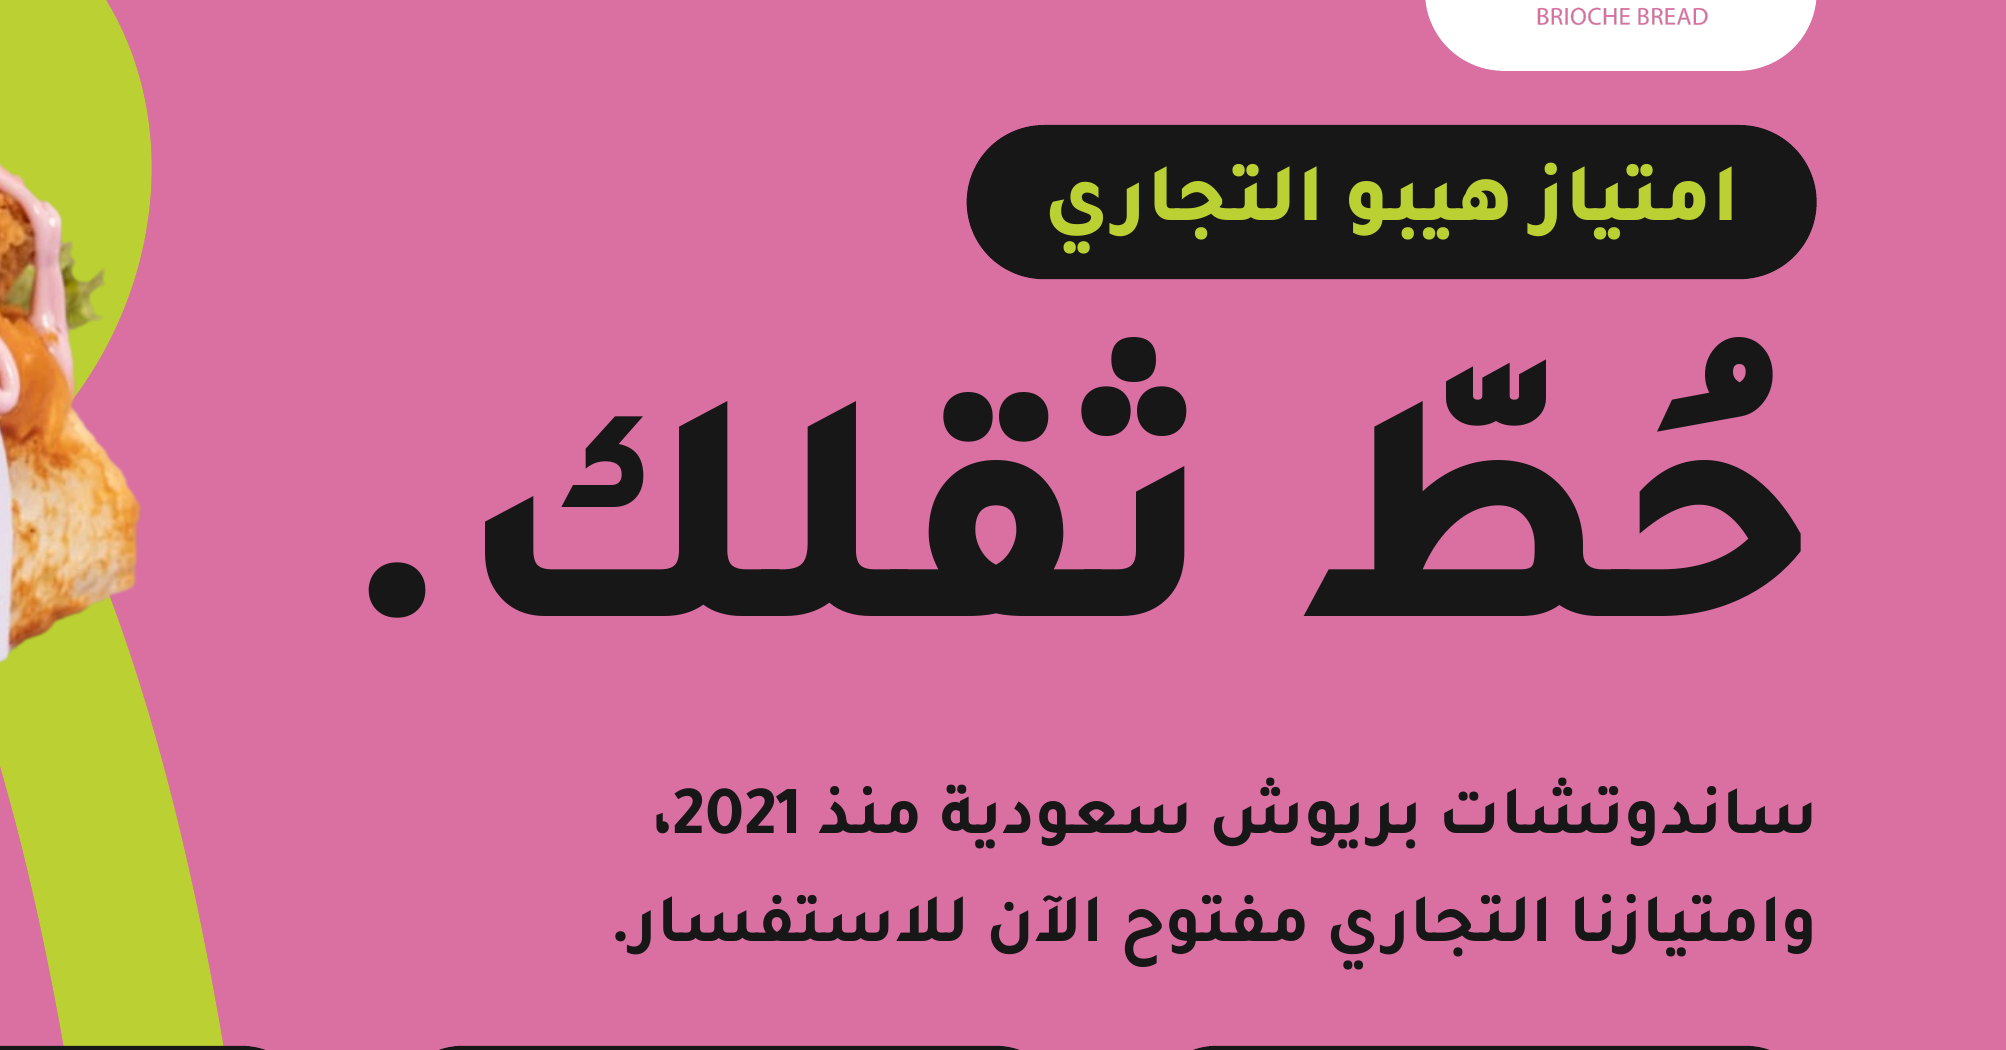 BRIOCHE BREAD
امتياز هيبو التجاري
حُطّ ثقلك.
ساندوتشات بريوش سعودية منذ 2021،
وامتيازنا التجاري مفتوح الآن للاستفسار.